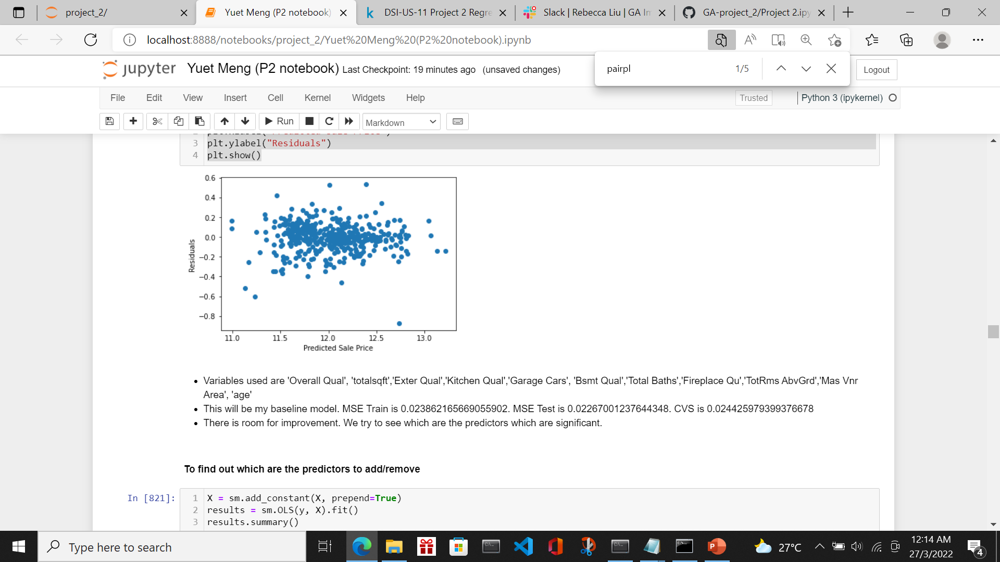 project_2/
Yuet Meng (P2 notebook)
DSI-US-11 Project 2 Regre
Slack | Rebecca Liu | GA Im
GA-project_2/Project 2.ipy
localhost:8888/notebooks/project_2/Yuet%20Meng%20(P2%20notebook).ipynb
pairpl
1/5
jupyter
Yuet Meng (P2 notebook) Last Checkpoint: 19 minutes ago (unsaved changes)
Logout
File Edit View Insert Cell Kernel Widgets Help
Trusted
Python 3 (ipykernel)
Run
Markdown
3 plt.ylabel("Residuals")
4 plt.show()
0.6
0.4
0.2
0.0
−0.2
−0.4
−0.6
−0.8
Residuals
11.0 11.5 12.0 12.5 13.0
Predicted Sale Price
Variables used are 'Overall Qual', 'totalsqft','Exter Qual','Kitchen Qual','Garage Cars', 'Bsmt Qual','Total Baths','Fireplace Qu','TotRms AbvGrd','Mas Vnr
Area', 'age'
This will be my baseline model. MSE Train is 0.023862165669055902. MSE Test is 0.02267001237644348. CVS is 0.024425979399376678
There is room for improvement. We try to see which are the predictors which are significant.
To find out which are the predictors to add/remove
In [821]:
1 X = sm.add_constant(X, prepend=True)
2 results = sm.OLS(y, X).fit()
3 results.summary()
Type here to search
27°C
12:14 AM
27/3/2022
4